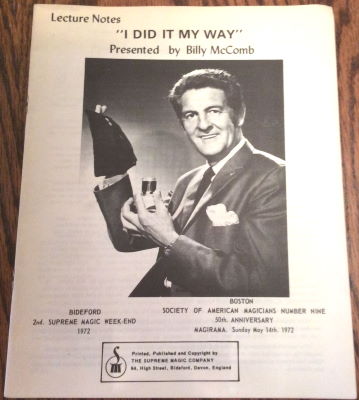 Lecture Notes
"I DID IT MY WAY"
Presented by Billy McComb
BIDEFORD
2nd. SUPREME MAGIC WEEK-END
1972
BOSTON
SOCIETY OF AMERICAN MAGICIANS NUMBER NINE
50th. ANNIVERSARY
MAGIRAMA, Sunday May 14th. 1972
Printed, Published and Copyright by
THE SUPREME MAGIC COMPANY
64, High Street, Bideford, Devon, England